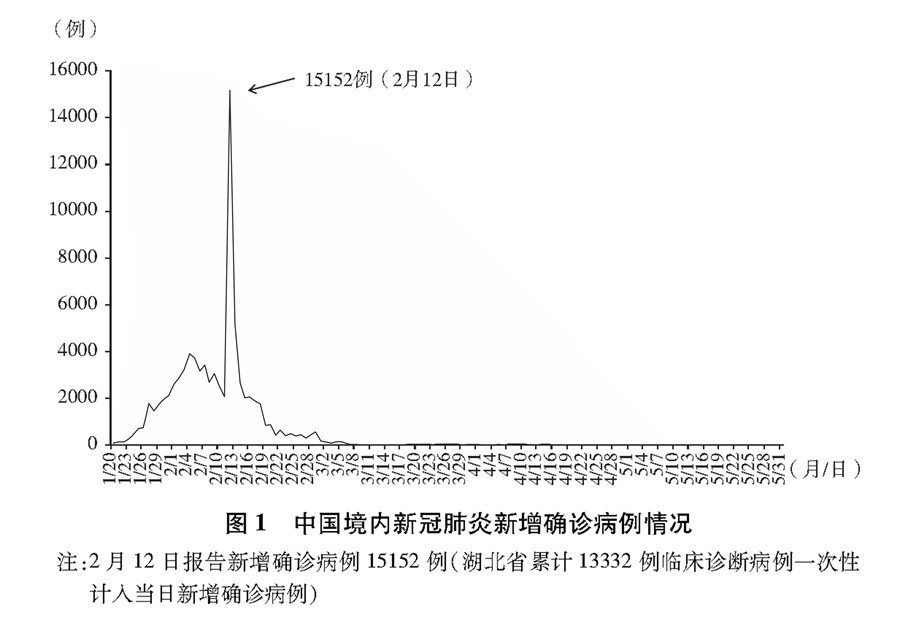 （例）
16000
15152例（2月12日）
14000
12000
10000
8000
6000
4000
2000
0
1/20 1/23 1/26 1/29 2/1 2/4 2/7 2/10 2/13 2/16 2/19 2/22 2/25 2/28 3/2 3/5 3/8 3/11 3/14 3/17 3/20 3/23 3/26 3/29 4/1 4/4 4/7 4/10 4/13 4/16 4/19 4/22 4/25 4/28 5/1 5/4 5/7 5/10 5/13 5/16 5/19 5/22 5/25 5/28 5/31（月/日）
图1 中国境内新冠肺炎新增确诊病例情况
注:2月12日报告新增确诊病例15152例(湖北省累计13332例临床诊断病例一次性
计入当日新增确诊病例)